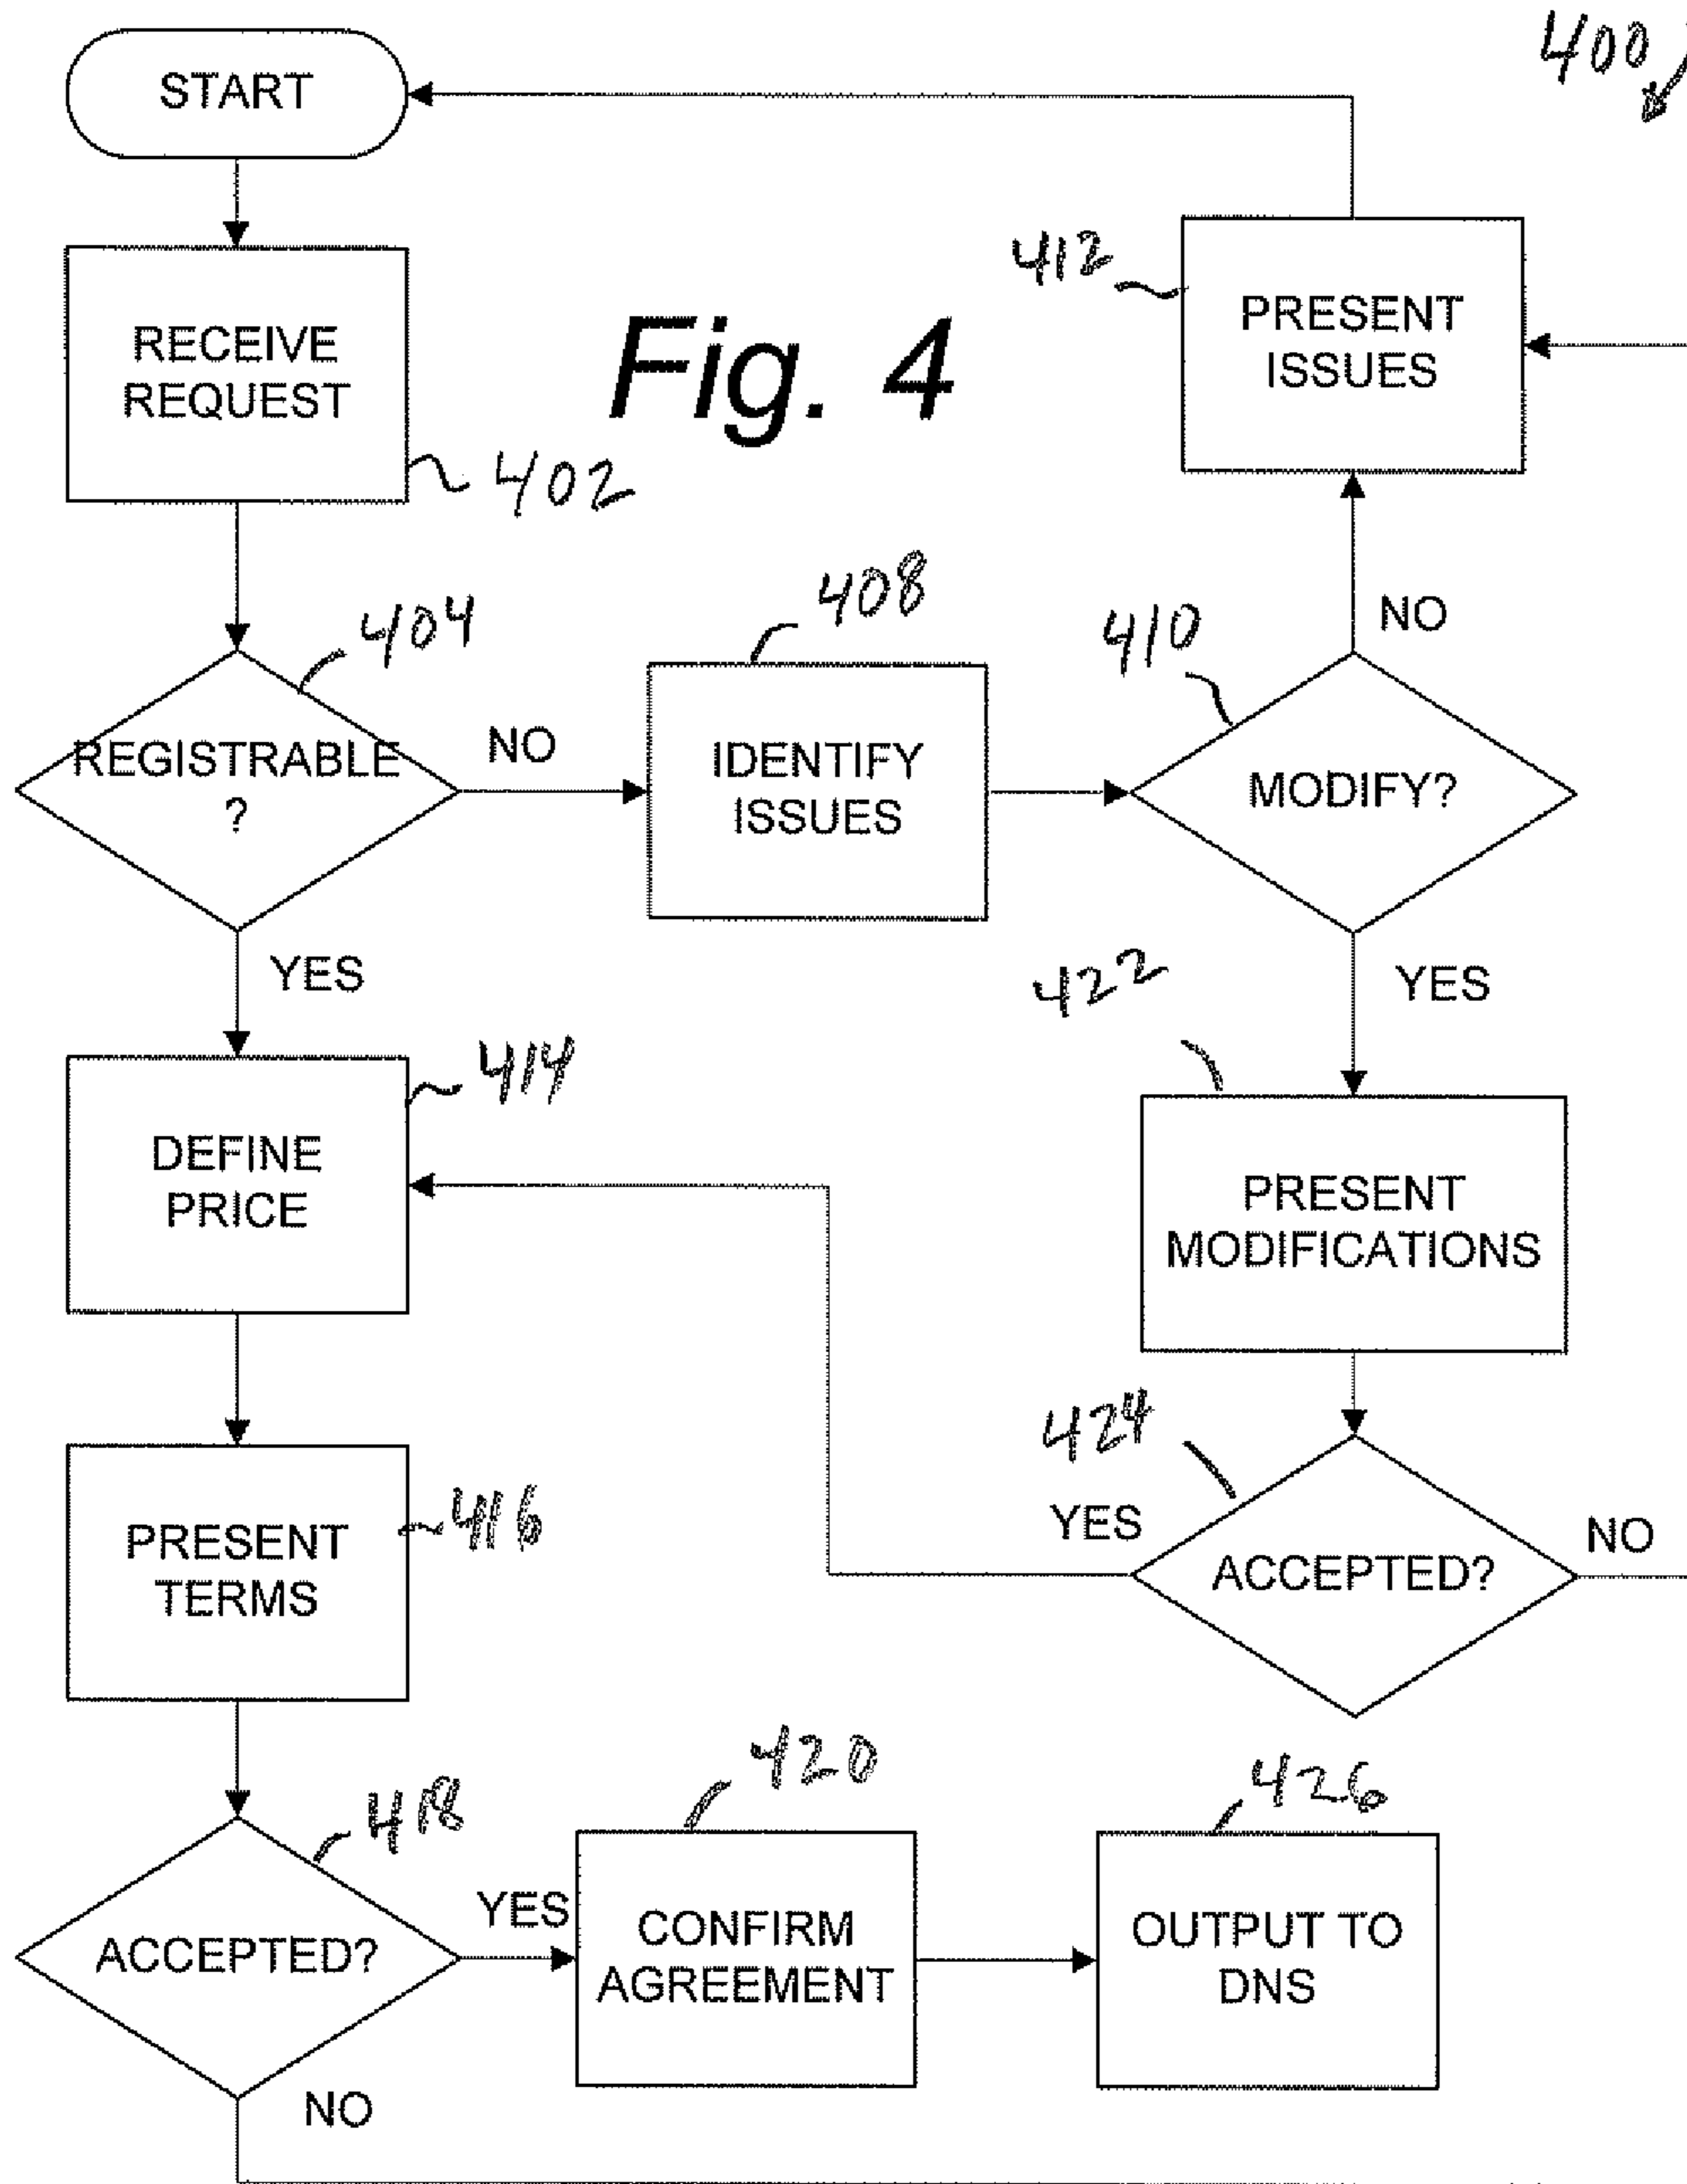 START
400
RECEIVE
REQUEST
402
Fig. 4
412
PRESENT
ISSUES
NO
404
REGISTRABLE
?
NO
408
IDENTIFY
ISSUES
410
MODIFY?
YES
YES
414
DEFINE
PRICE
422
PRESENT
MODIFICATIONS
416
PRESENT
TERMS
424
YES
ACCEPTED?
NO
418
ACCEPTED?
YES
420
CONFIRM
AGREEMENT
426
OUTPUT TO
DNS
NO